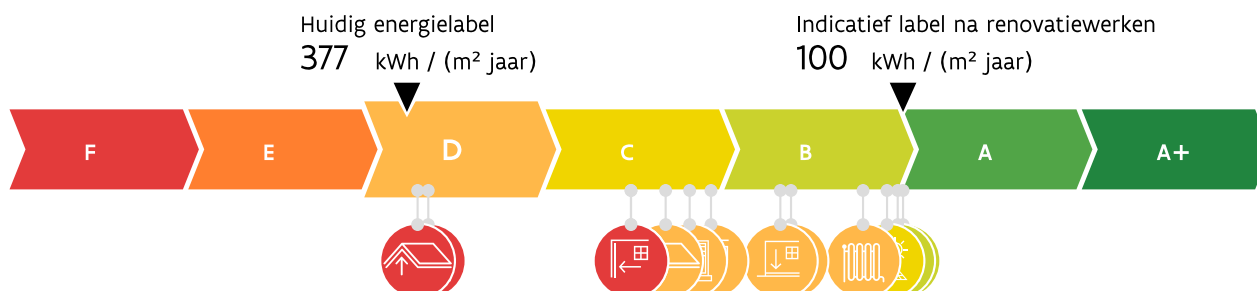 Huidig energielabel
377 kWh / (m² jaar)
Indicatief label na renovatiewerken
100 kWh / (m² jaar)
F E D C B A A+